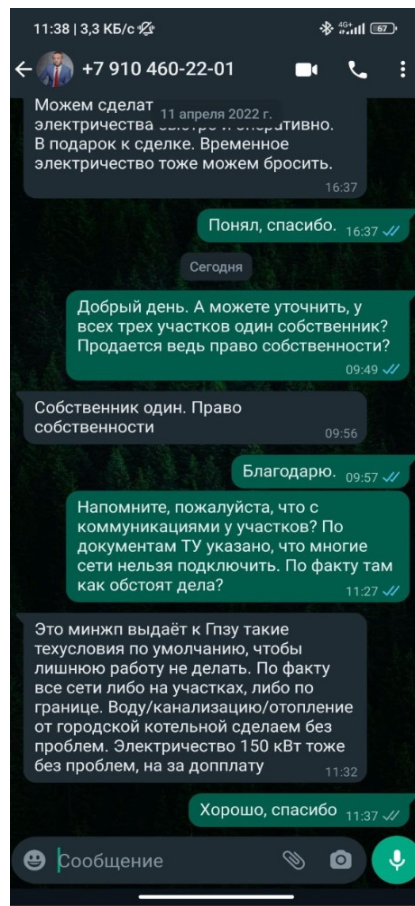 11:38 | 3,3 КБ/с
4G+
67
+7 910 460-22-01
Можем сделат
11 апреля 2022 г.
электричества
В подарок к сделке. Временное
электричество тоже можем бросить.
16:37
Понял, спасибо. 16:37
Сегодня
Добрый день. А можете уточнить, у
всех трех участков один собственник?
Продается ведь право собственности?
09:49
Собственник один. Право
собственности
09:56
Благодарю. 09:57
Напомните, пожалуйста, что с
коммуникациями у участков? По
документам ТУ указано, что многие
сети нельзя подключить. По факту там
как обстоят дела?
11:27
Это минжп выдаёт к Гпзу такие
техусловия по умолчанию, чтобы
лишнюю работу не делать. По факту
все сети либо на участках, либо по
границе. Воду/канализацию/отопление
от городской котельной сделаем без
проблем. Электричество 150 кВт тоже
без проблем, на за допплату
11:32
Хорошо, спасибо 11:37
Сообщение